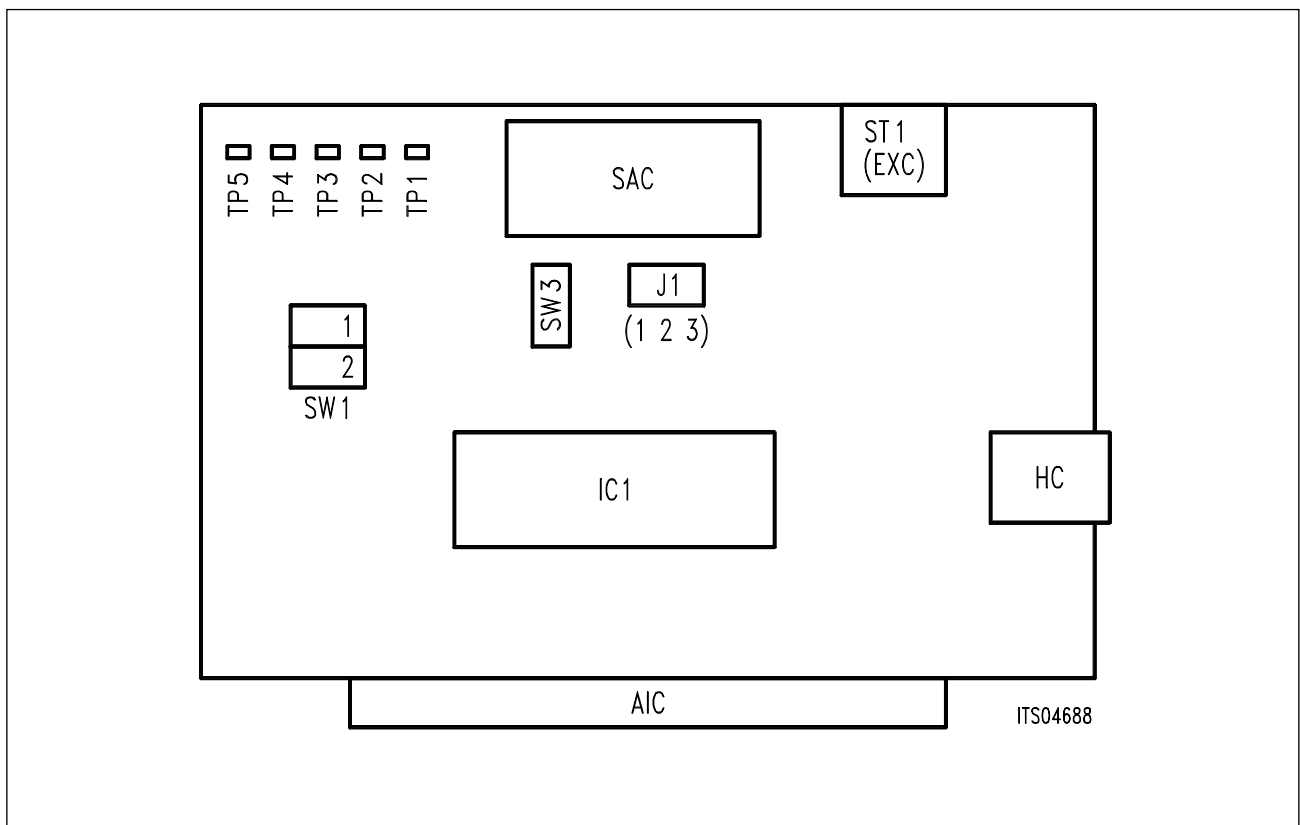 TP5
TP4
TP3
TP2
TP1
SAC
ST1
(EXC)
SW3
J1
(1 2 3)
1
2
SW1
IC1
HC
AIC
ITS04688